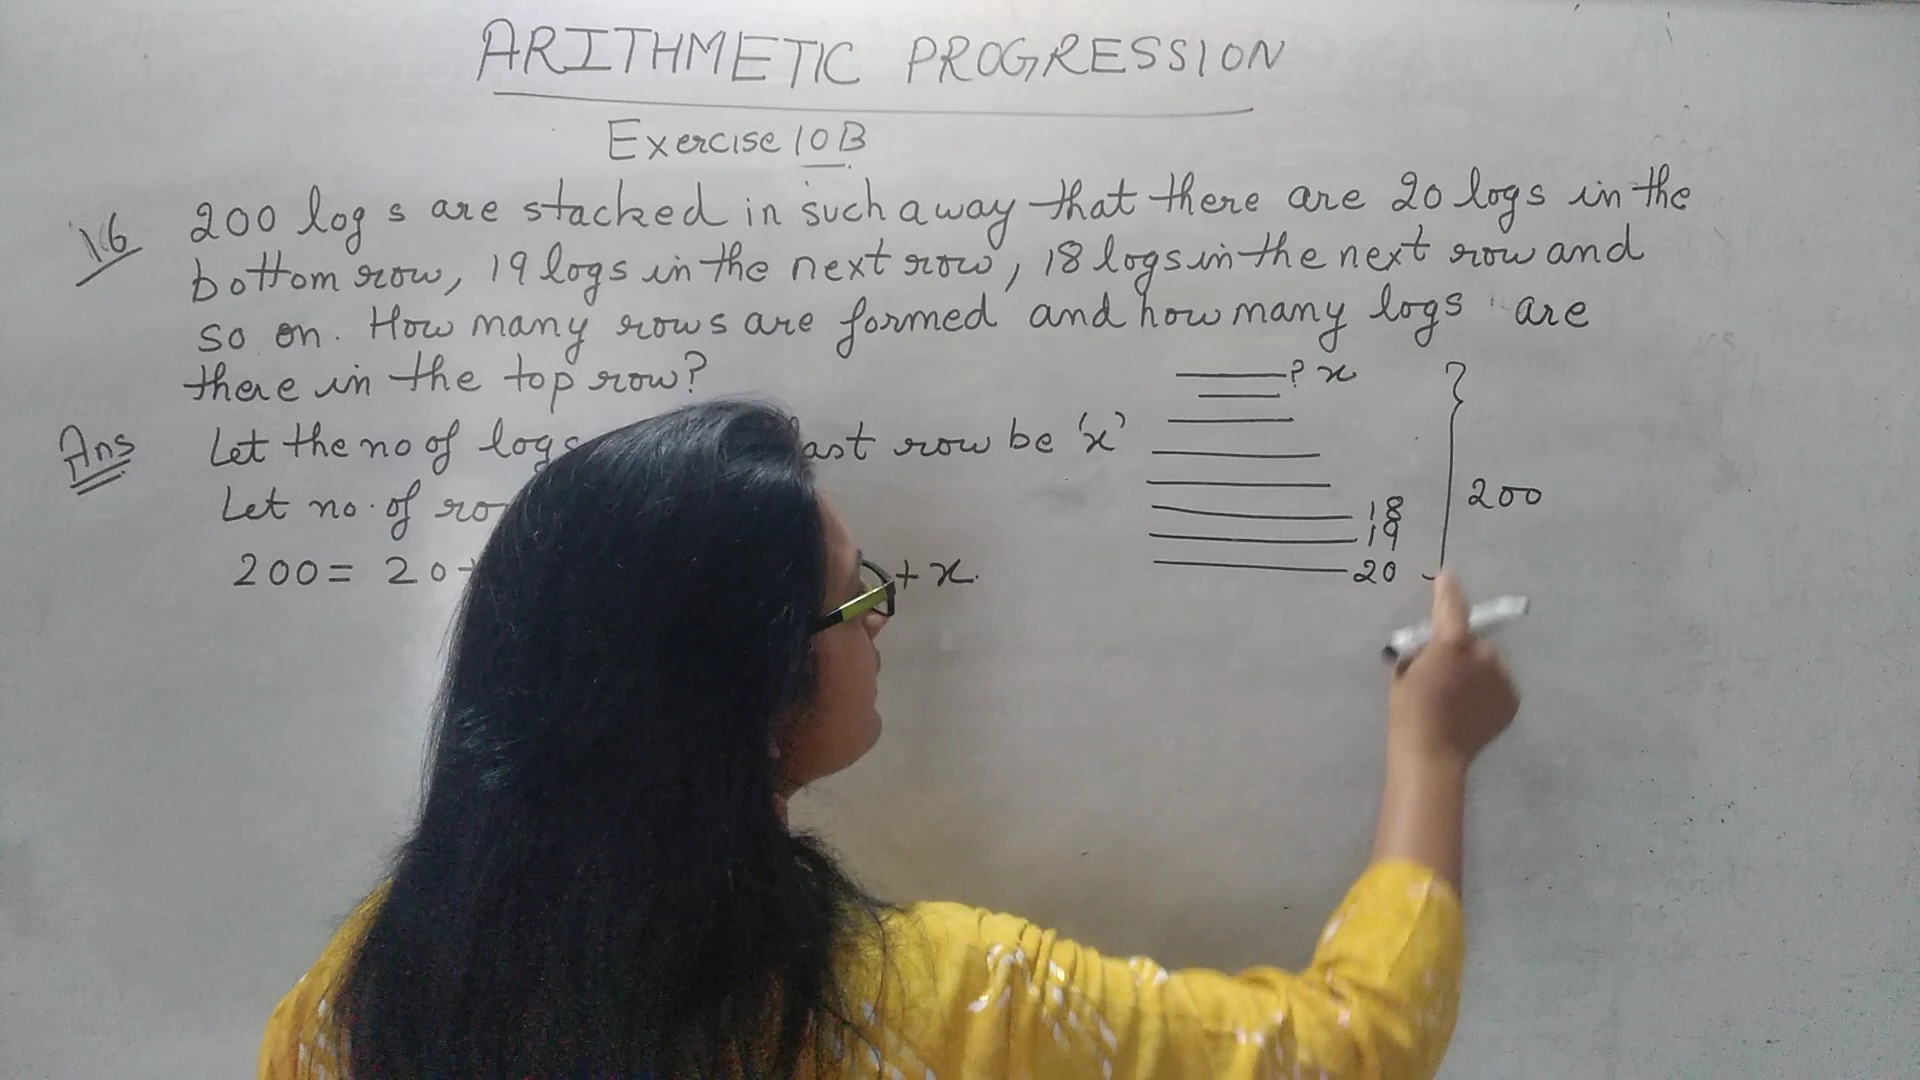 ARITHMETIC PROGRESSION
Exercise 10B
16 200 logs are stacked in such a way that there are 20 logs in the
bottom row, 19 logs in the next row, 18 logs in the next row and
so on. How many rows are formed and how many logs are
there in the top row?
? x
Ans Let the no of logs row be 'x'
Let no. of
200
18
19
200 = 20+ + x.
20